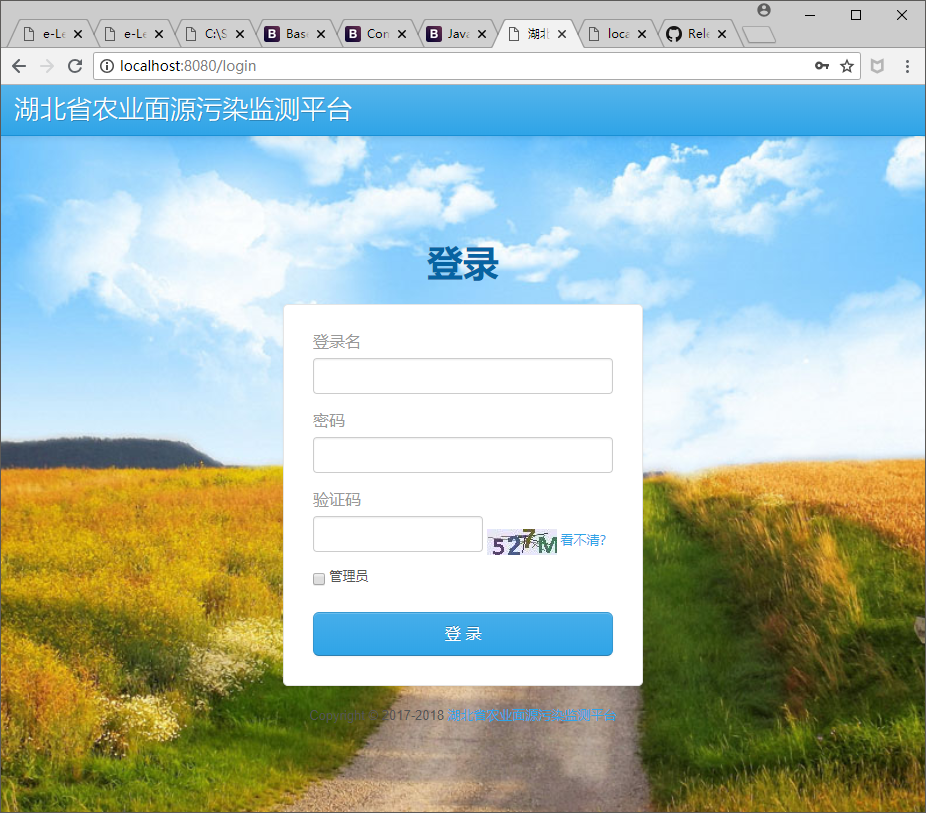 e-Le
e-Le
C:\S
Base
Con
Java
湖北
loca
Rele
localhost:8080/login
湖北省农业面源污染监测平台
登录
登录名
密码
验证码
527M 看不清?
管理员
登 录
Copyright © 2017-2018 湖北省农业面源污染监测平台